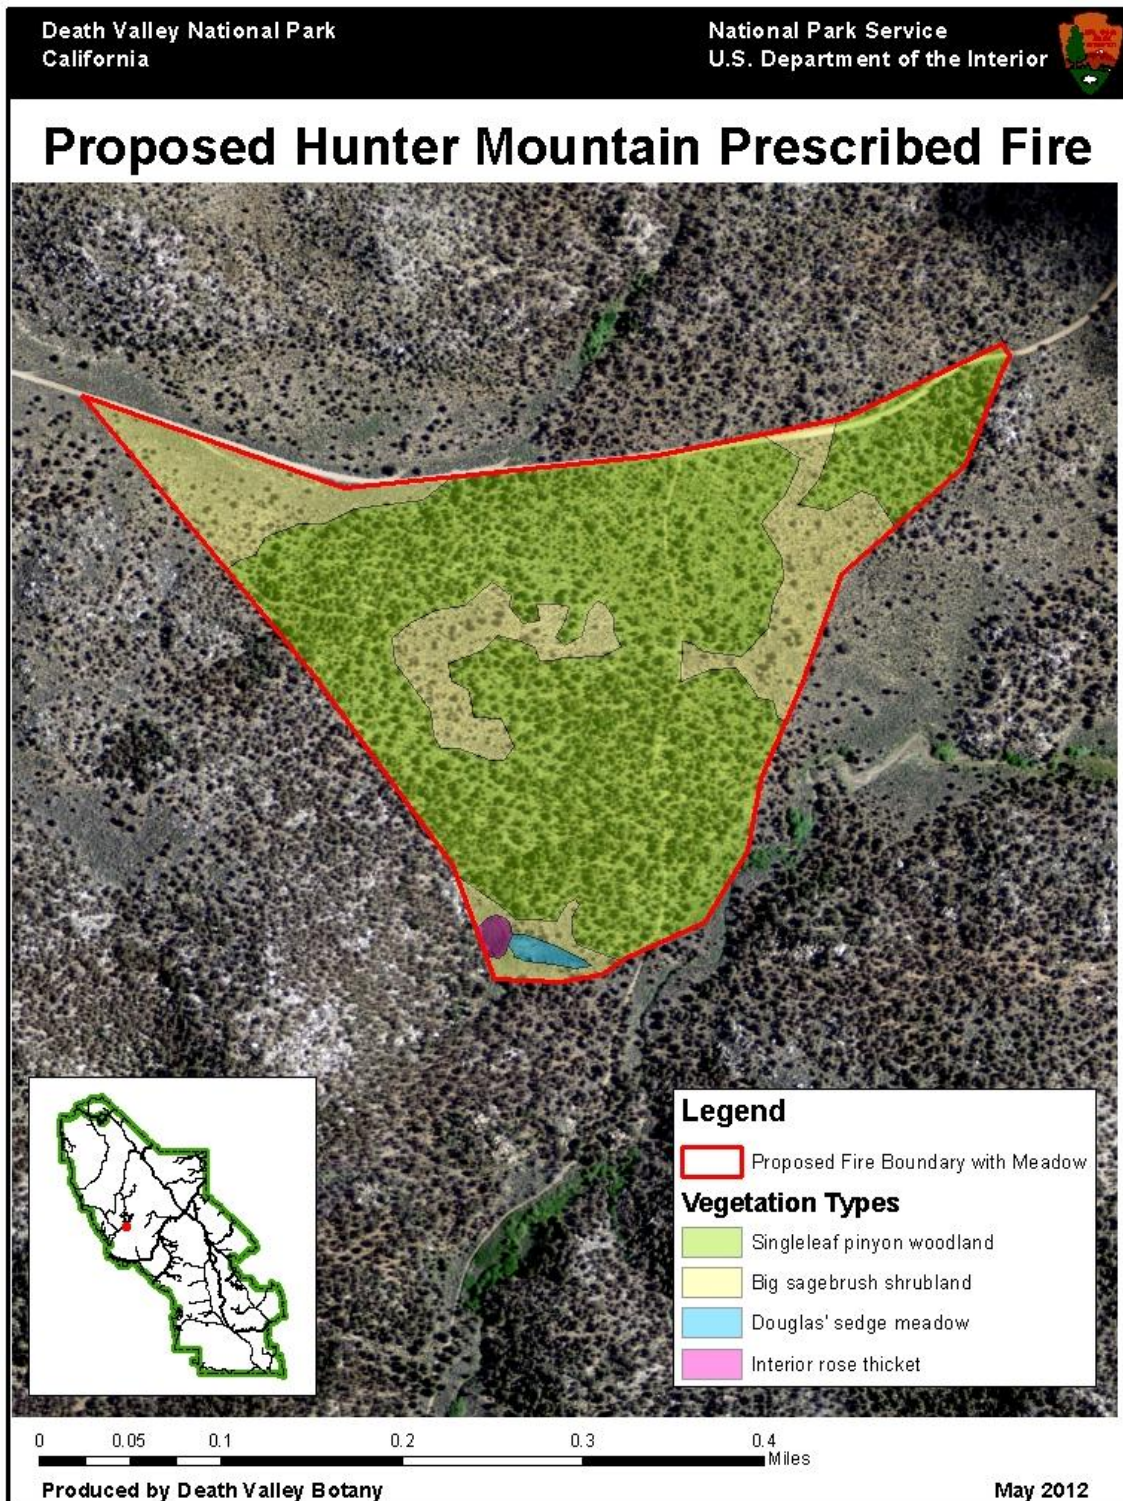 Death Valley National Park
California
National Park Service
U.S. Department of the Interior
Proposed Hunter Mountain Prescribed Fire
Legend
Proposed Fire Boundary with Meadow
Vegetation Types
Singleleaf pinyon woodland
Big sagebrush shrubland
Douglas' sedge meadow
Interior rose thicket
0 0.05 0.1 0.2 0.3 0.4
Miles
Produced by Death Valley Botany
May 2012